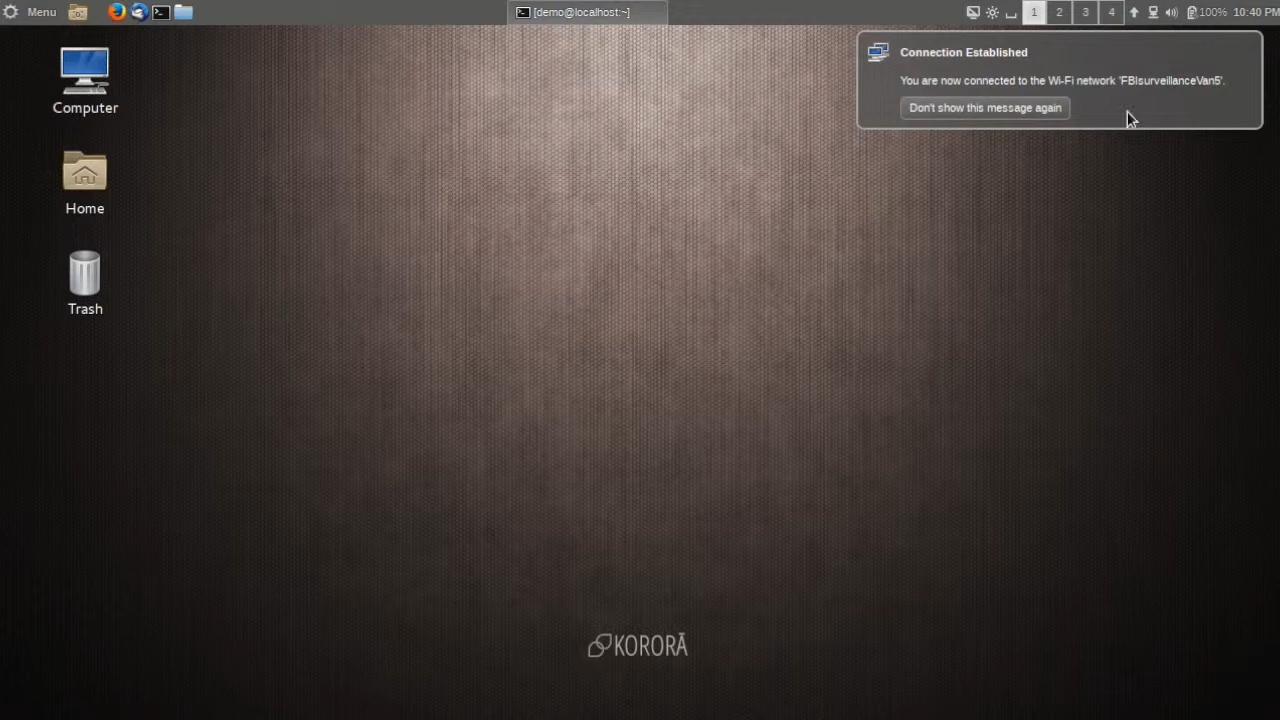 Menu
[demo@localhost:~]
1 2 3 4
100% 10:40 PM
Connection Established
You are now connected to the Wi-Fi network 'FBIsurveillanceVan5'.
Don't show this message again
Computer
Home
Trash
KORORĀ